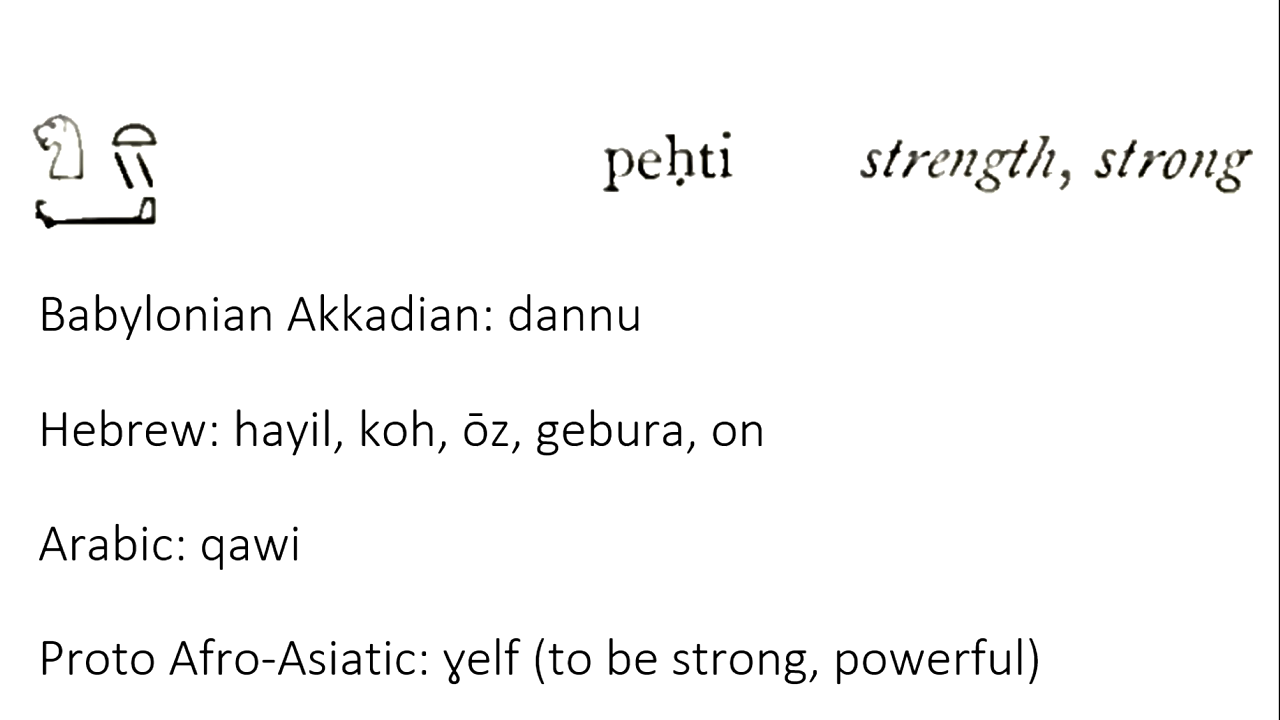 peḥti strength, strong
Babylonian Akkadian: dannu
Hebrew: hayil, koh, ōz, gebura, on
Arabic: qawi
Proto Afro-Asiatic: ɣelf (to be strong, powerful)